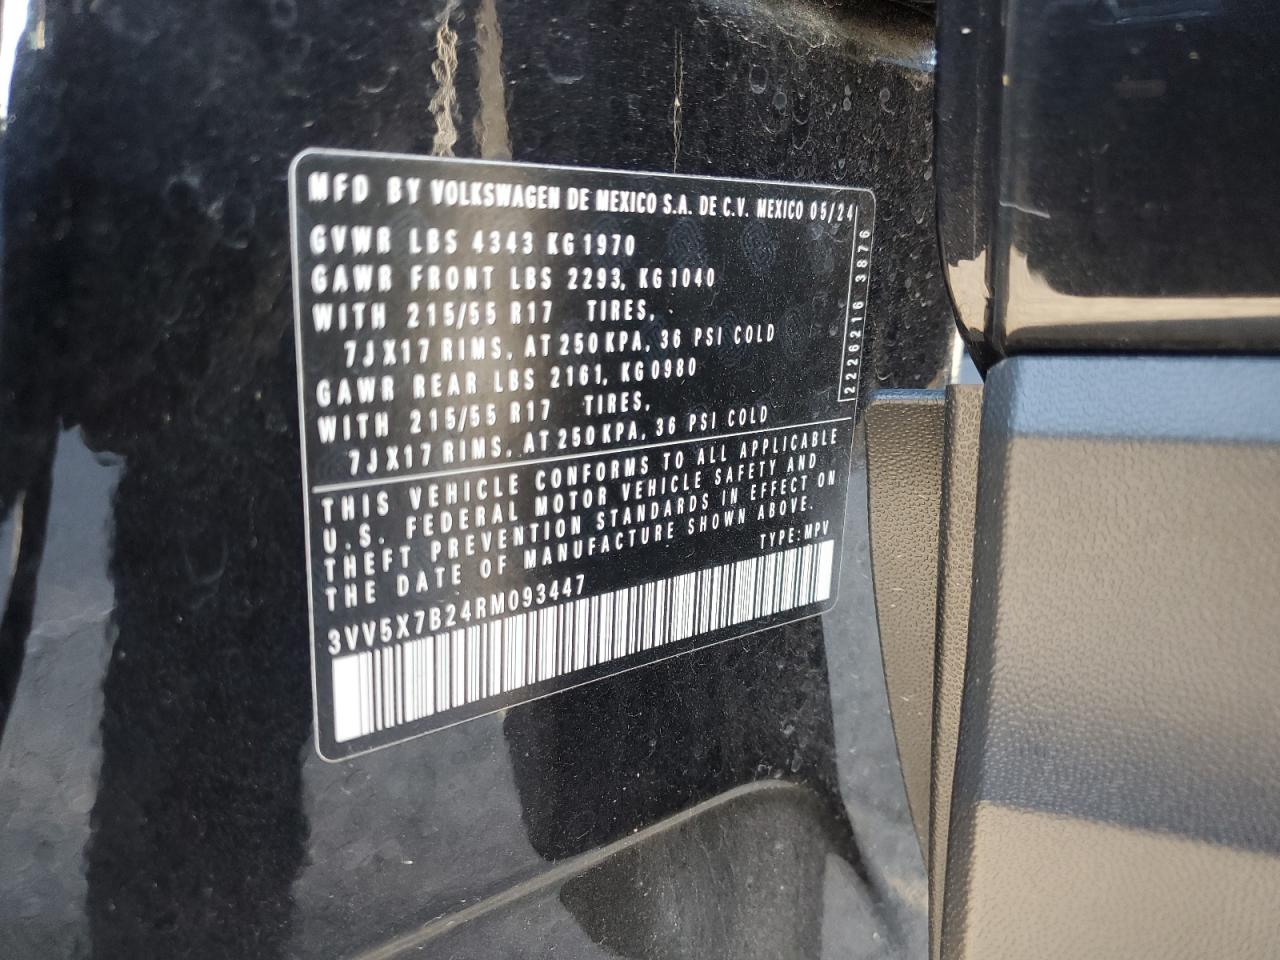 MFD BY VOLKSWAGEN DE MEXICO S.A. DE C.V. MEXICO 05/24
GVWR LBS 4343 KG 1970
GAWR FRONT LBS 2293, KG 1040
WITH 215/55 R17 TIRES,
7JX17 RIMS, AT 250 KPA, 36 PSI COLD
GAWR REAR LBS 2161, KG 0980
WITH 215/55 R17 TIRES,
7JX17 RIMS, AT 250 KPA, 36 PSI COLD
2220216 3876
THIS VEHICLE CONFORMS TO ALL APPLICABLE
U.S. FEDERAL MOTOR VEHICLE SAFETY AND
THEFT PREVENTION STANDARDS IN EFFECT ON
THE DATE OF MANUFACTURE SHOWN ABOVE.
TYPE: MPV
3VV5X7B24RM093447